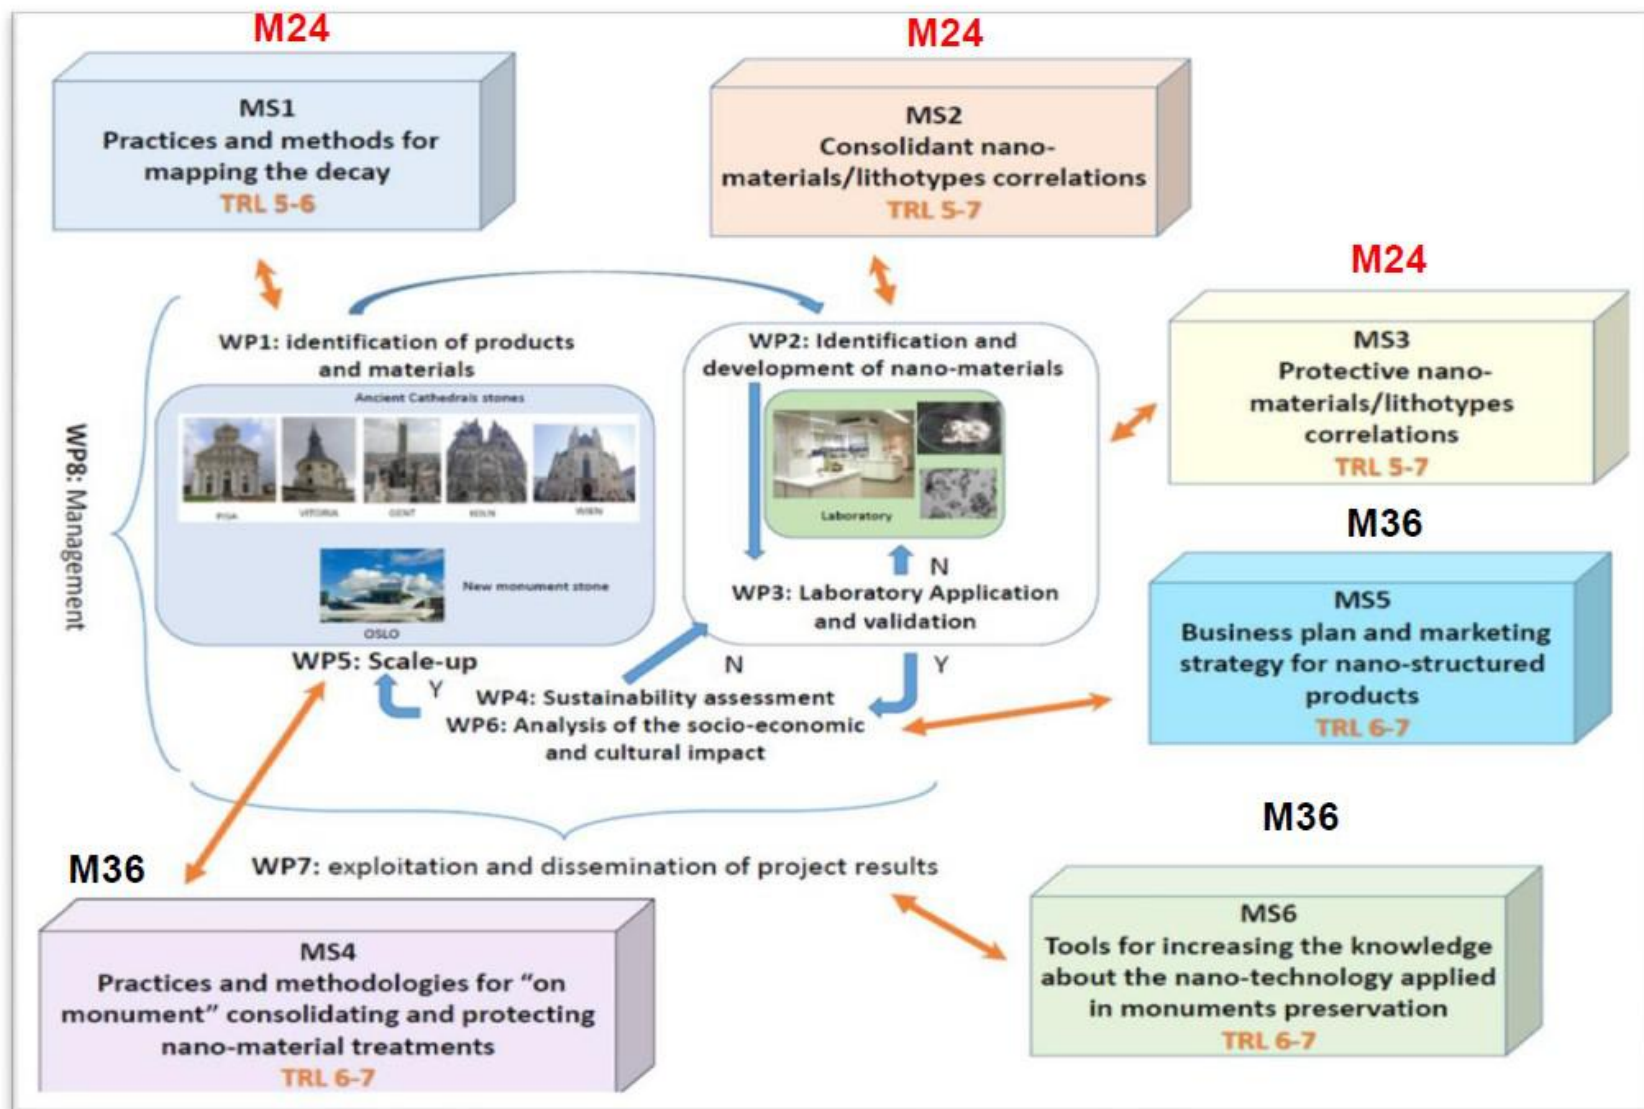 M24
MS1
Practices and methods for
mapping the decay
TRL 5-6
M24
MS2
Consolidant nano-
materials/lithotypes correlations
TRL 5-7
M24
MS3
Protective nano-
materials/lithotypes
correlations
TRL 5-7
WP8: Management
WP1: identification of products
and materials
Ancient Cathedrals stones
PISA
VITORIA
GENT
KOLN
WIEN
New monument stone
OSLO
WP2: Identification and
development of nano-materials
Laboratory
N
WP3: Laboratory Application
and validation
WP5: Scale-up
Y
N
Y
WP4: Sustainability assessment
WP6: Analysis of the socio-economic
and cultural impact
M36
MS5
Business plan and marketing
strategy for nano-structured
products
TRL 6-7
WP7: exploitation and dissemination of project results
M36
MS4
Practices and methodologies for “on
monument” consolidating and protecting
nano-material treatments
TRL 6-7
M36
MS6
Tools for increasing the knowledge
about the nano-technology applied
in monuments preservation
TRL 6-7